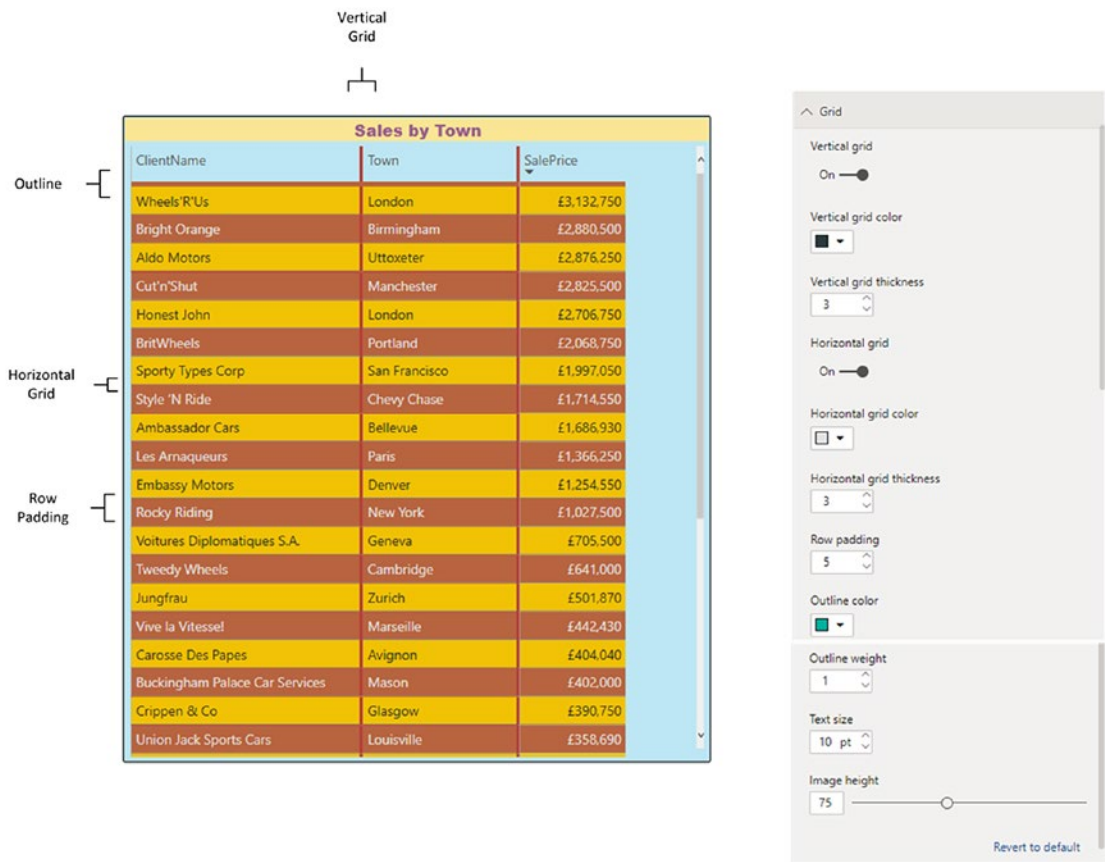 Vertical
Grid
Sales by Town
ClientName Town SalePrice
Outline
Wheels'R'Us London £3,132,750
Bright Orange Birmingham £2,880,500
Aldo Motors Uttoxeter £2,876,250
Cut'n'Shut Manchester £2,825,500
Honest John London £2,706,750
BritWheels Portland £2,068,750
Horizontal
Grid
Sporty Types Corp San Francisco £1,997,050
Style 'N Ride Chevy Chase £1,714,550
Ambassador Cars Bellevue £1,686,930
Les Arnaqueurs Paris £1,366,250
Embassy Motors Denver £1,254,550
Row
Padding
Rocky Riding New York £1,027,500
Voitures Diplomatiques S.A. Geneva £705,500
Tweedy Wheels Cambridge £641,000
Jungfrau Zurich £501,870
Vive la Vitesse! Marseille £442,430
Carosse Des Papes Avignon £404,040
Buckingham Palace Car Services Mason £402,000
Crippen & Co Glasgow £390,750
Union Jack Sports Cars Louisville £358,690
Grid
Vertical grid
On
Vertical grid color
Vertical grid thickness
3
Horizontal grid
On
Horizontal grid color
Horizontal grid thickness
3
Row padding
5
Outline color
Outline weight
1
Text size
10 pt
Image height
75
Revert to default